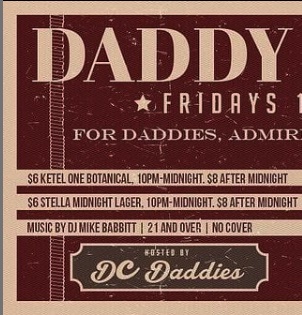 DADDY
★ FRIDAYS 1
FOR DADDIES, ADMIR
$6 KETEL ONE BOTANICAL, 10PM-MIDNIGHT. $8 AFTER MIDNIGHT
$6 STELLA MIDNIGHT LAGER, 10PM-MIDNIGHT. $8 AFTER MIDNIGHT
MUSIC BY DJ MIKE BABBITT | 21 AND OVER | NO COVER
HOSTED BY
DC Daddies